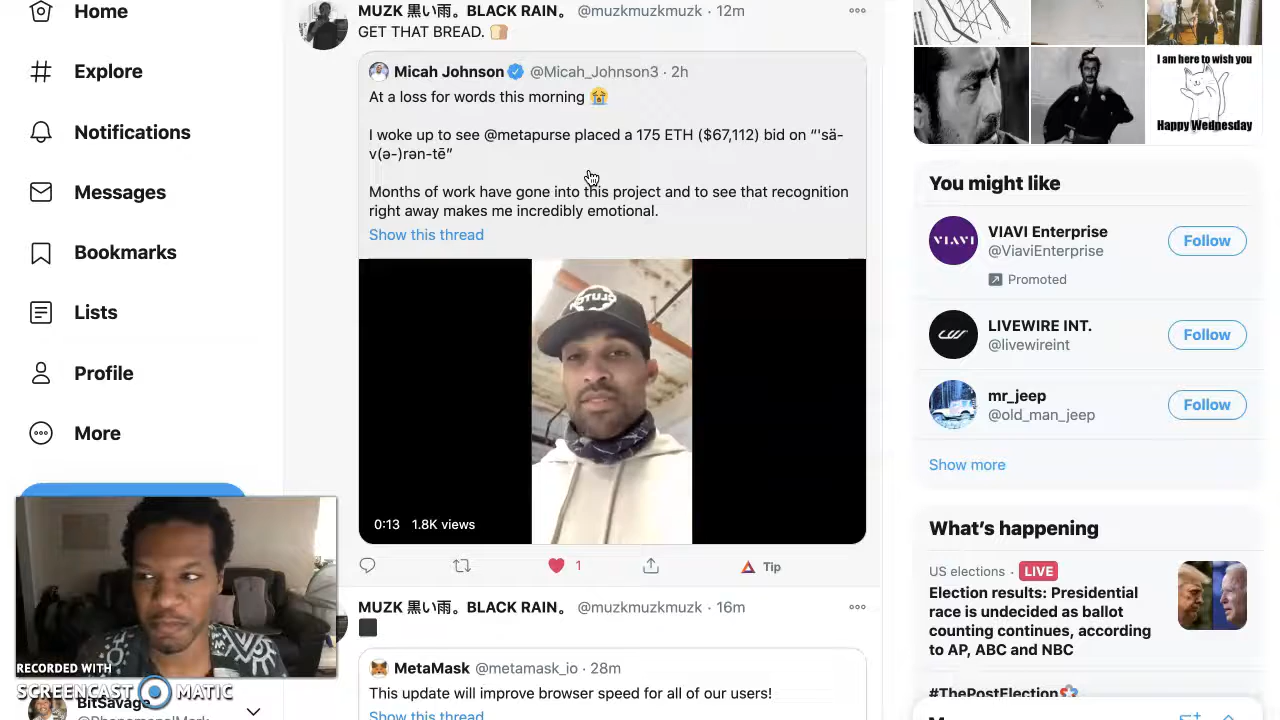 Home
Explore
Notifications
Messages
Bookmarks
Lists
Profile
More
RECORDED WITH
SCREENCAST MATIC
BitSavage
MUZK 黒い雨。BLACK RAIN。 @muzkmuzkmuzk · 12m
GET THAT BREAD. 🍞
Micah Johnson @Micah_Johnson3 · 2h
At a loss for words this morning 😭
I woke up to see @metapurse placed a 175 ETH ($67,112) bid on “'sä-
v(ə-)rən-tē”
Months of work have gone into this project and to see that recognition
right away makes me incredibly emotional.
Show this thread
0:13 1.8K views
1
Tip
MUZK 黒い雨。BLACK RAIN。 @muzkmuzkmuzk · 16m
MetaMask @metamask_io · 28m
This update will improve browser speed for all of our users!
Show this thread
I am here to wish you
Happy Wednesday
You might like
VIAVI
VIAVI Enterprise
@ViaviEnterprise
Promoted
Follow
LIVEWIRE INT.
@livewireint
Follow
mr_jeep
@old_man_jeep
Follow
Show more
What’s happening
US elections · LIVE
Election results: Presidential
race is undecided as ballot
counting continues, according
to AP, ABC and NBC
#ThePostElection